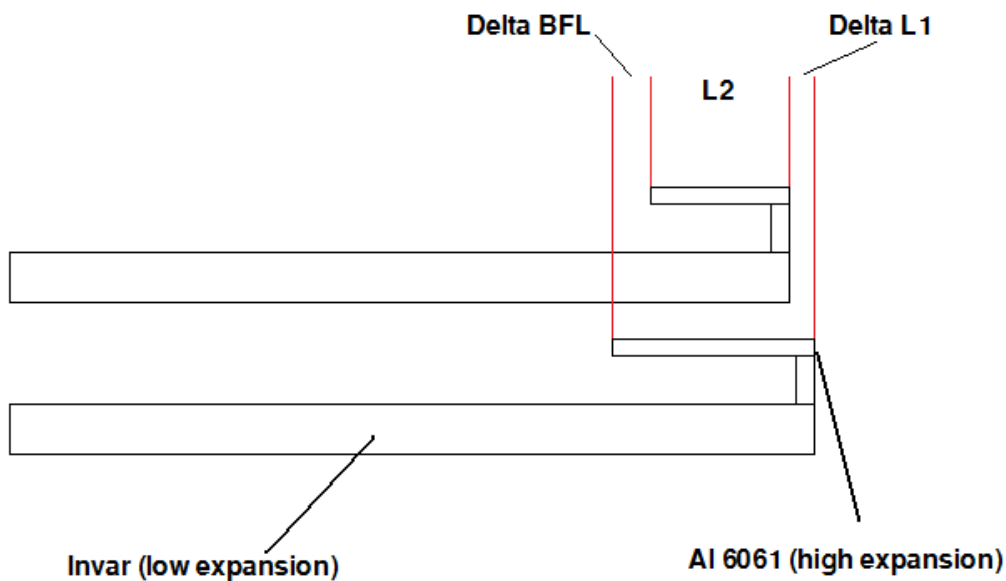 Delta BFL
Delta L1
L2
Invar (low expansion)
Al 6061 (high expansion)